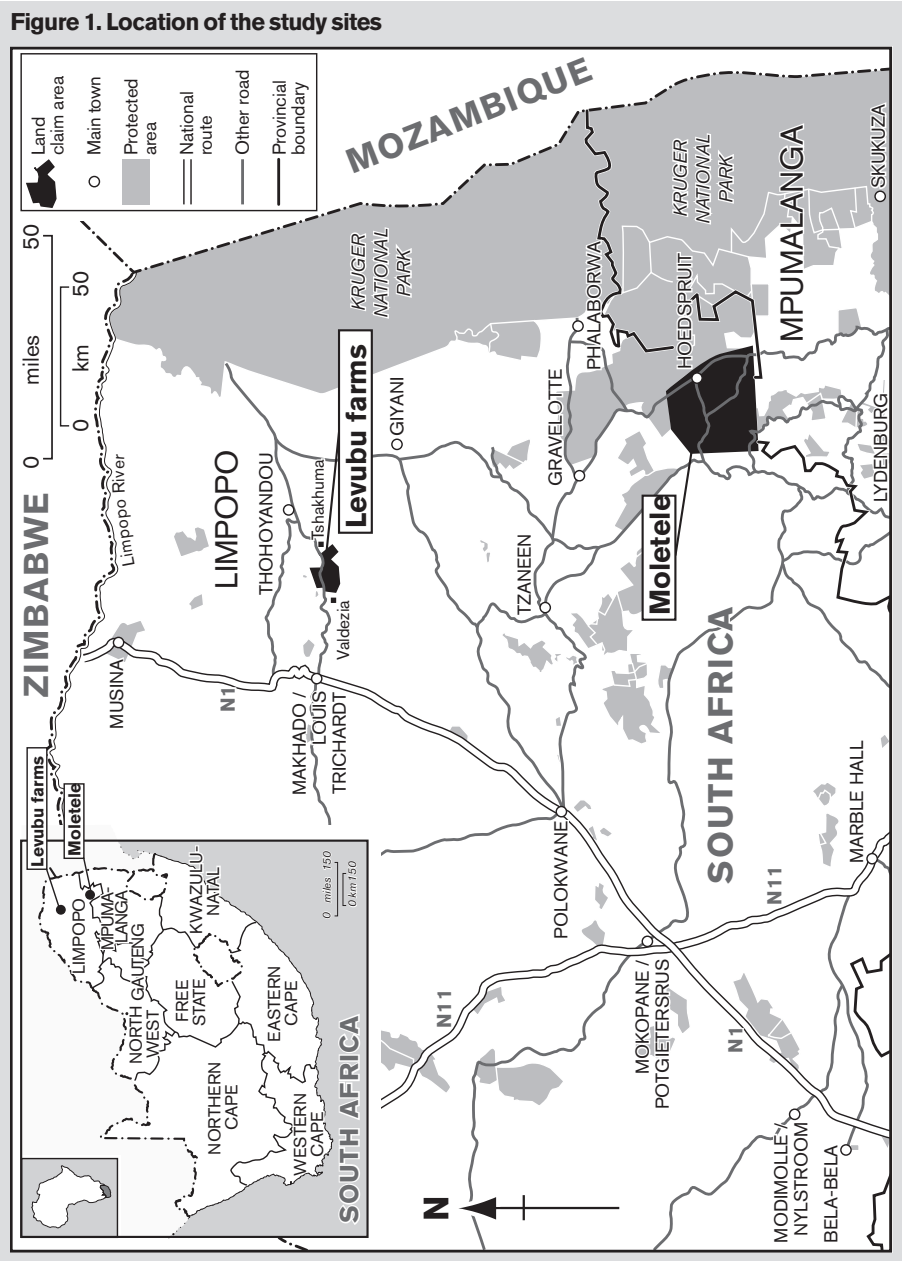 Figure 1. Location of the study sites
Land
claim area
Main town
Protected
area
National
route
Other road
Provincial
boundary
0 miles 50
0 km 50
ZIMBABWE
MOZAMBIQUE
Limpopo River
LIMPOPO
KRUGER
NATIONAL
PARK
MUSINA
N1
THOHOYANDOU
Tshakhuma
Levubu farms
Valdezia
MAKHADO /
LOUIS
TRICHARDT
GIYANI
GRAVELOTTE
PHALABORWA
KRUGER
NATIONAL
PARK
HOEDSPRUIT
MPUMALANGA
SKUKUZA
TZANEEN
Moletele
LYDENBURG
SOUTH AFRICA
POLOKWANE
N11
MARBLE HALL
N11
MOKOPANE /
POTGIETERSRUS
N1
MODIMOLLE /
NYLSTROOM
BELA-BELA
N
Levubu farms
Moletele
LIMPOPO
MPUMA-
LANGA
GAUTENG
NORTH
WEST
KWAZULU-
NATAL
FREE
STATE
NORTHERN
CAPE
EASTERN
CAPE
WESTERN
CAPE
SOUTH AFRICA
0 miles 150
0 km 150